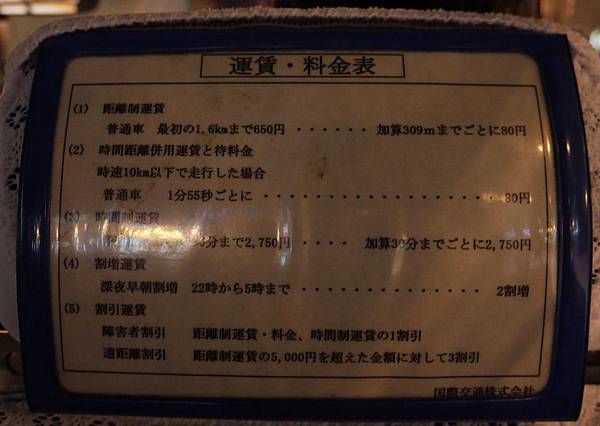 運賃・料金表
(1) 距離制運賃
普通車 最初の1.6kmまで650円 ・・・・・・ 加算309mまでごとに80円
(2) 時間距離併用運賃と待料金
時速10km以下で走行した場合
普通車 1分55秒ごとに ・・・・・・・・・・・・・・・・・ 80円
(3) 時間制運賃
分まで2,750円 ・・・・ 加算30分までごとに2,750円
(4) 割増運賃
深夜早朝割増 22時から5時まで ・・・・・・・・・・・・・ 2割増
(5) 割引運賃
障害者割引 距離制運賃・料金、時間制運賃の1割引
遠距離割引 距離制運賃の5,000円を超えた金額に対して3割引
国際交通株式会社